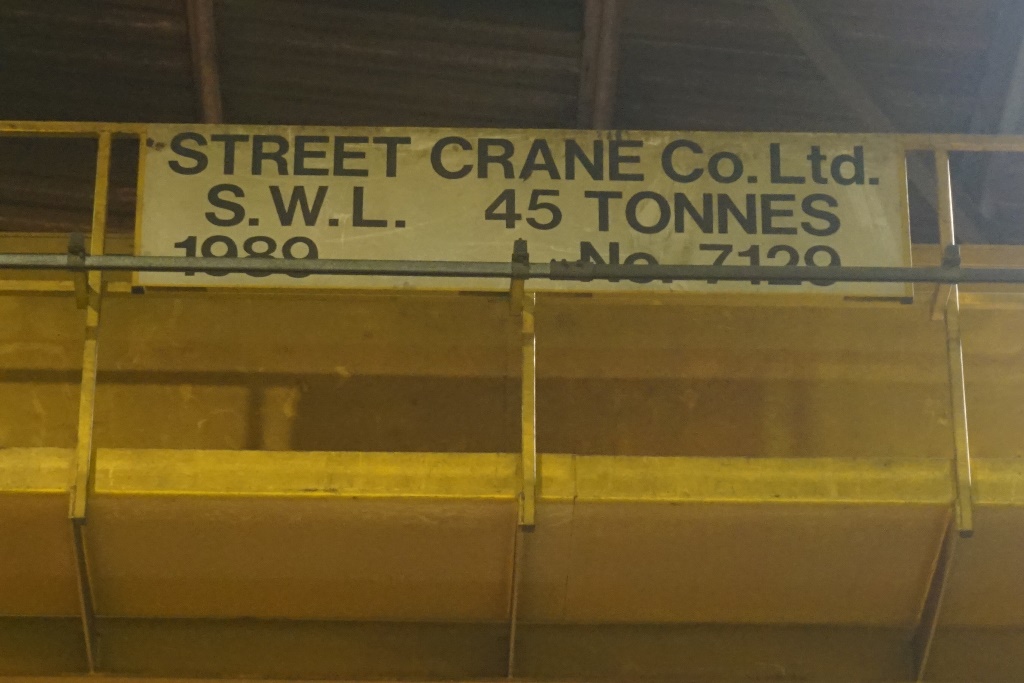 STREET CRANE Co. Ltd.
S.W.L. 45 TONNES
1989 No. 7129